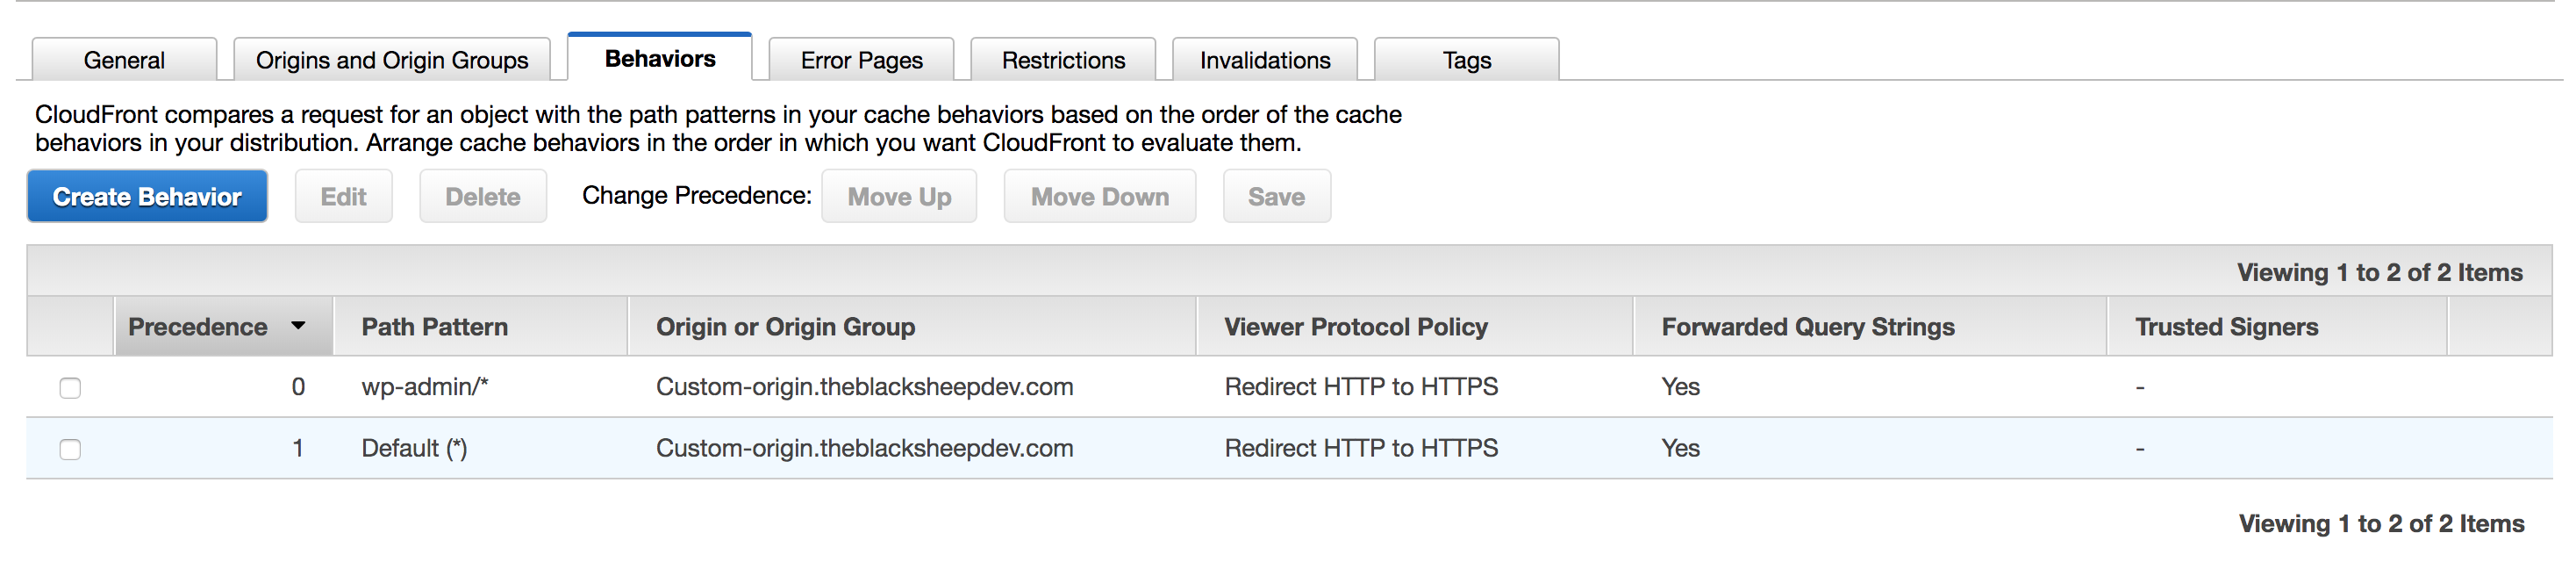 General Origins and Origin Groups Behaviors Error Pages Restrictions Invalidations Tags
CloudFront compares a request for an object with the path patterns in your cache behaviors based on the order of the cache
behaviors in your distribution. Arrange cache behaviors in the order in which you want CloudFront to evaluate them.
Create Behavior Edit Delete Change Precedence: Move Up Move Down Save
Viewing 1 to 2 of 2 Items
Precedence Path Pattern Origin or Origin Group Viewer Protocol Policy Forwarded Query Strings Trusted Signers
0 wp-admin/* Custom-origin.theblacksheepdev.com Redirect HTTP to HTTPS Yes -
1 Default (*) Custom-origin.theblacksheepdev.com Redirect HTTP to HTTPS Yes -
Viewing 1 to 2 of 2 Items